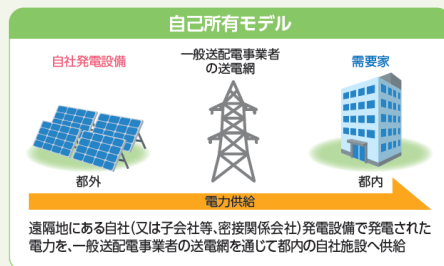 自己所有モデル
自社発電設備
一般送配電事業者
の送電網
需要家
都外
都内
電力供給
遠隔地にある自社(又は子会社等、密接関係会社)発電設備で発電された
電力を、一般送配電事業者の送電網を通じて都内の自社施設へ供給